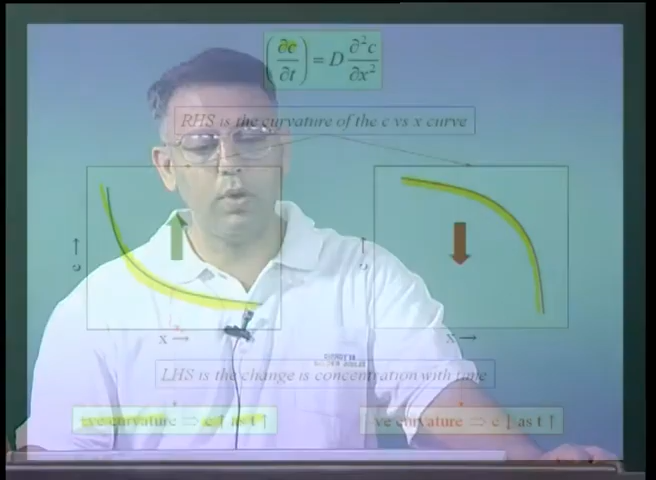 (∂c/∂t) = D ∂²c/∂x²
RHS is the curvature of the c vs x curve
c →
x →
c →
x →
LHS is the change is concentration with time
+ve curvature ⇒ c ↑ as t ↑
-ve curvature ⇒ c ↓ as t ↑